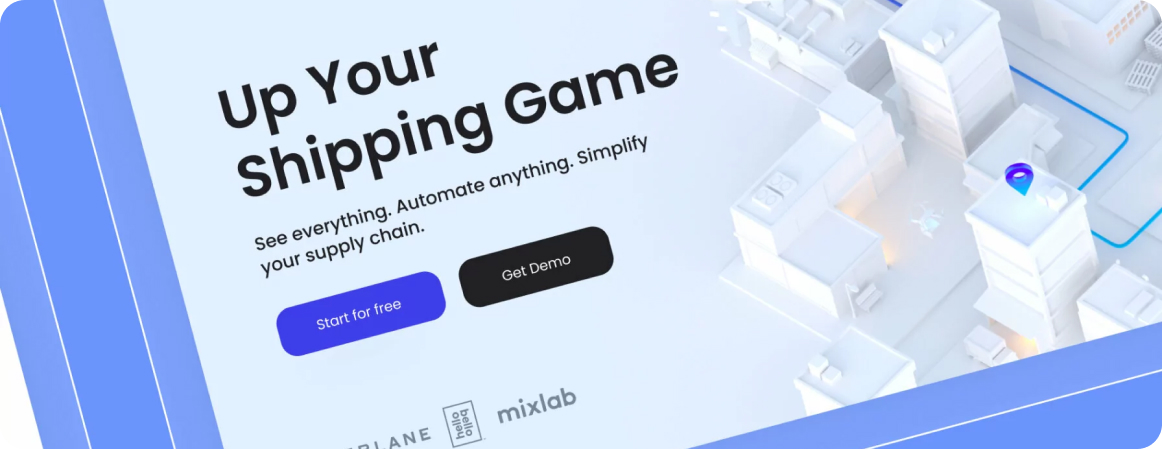 Up Your
Shipping Game
See everything. Automate anything. Simplify
your supply chain.
Start for free
Get Demo
hello bello
mixlab